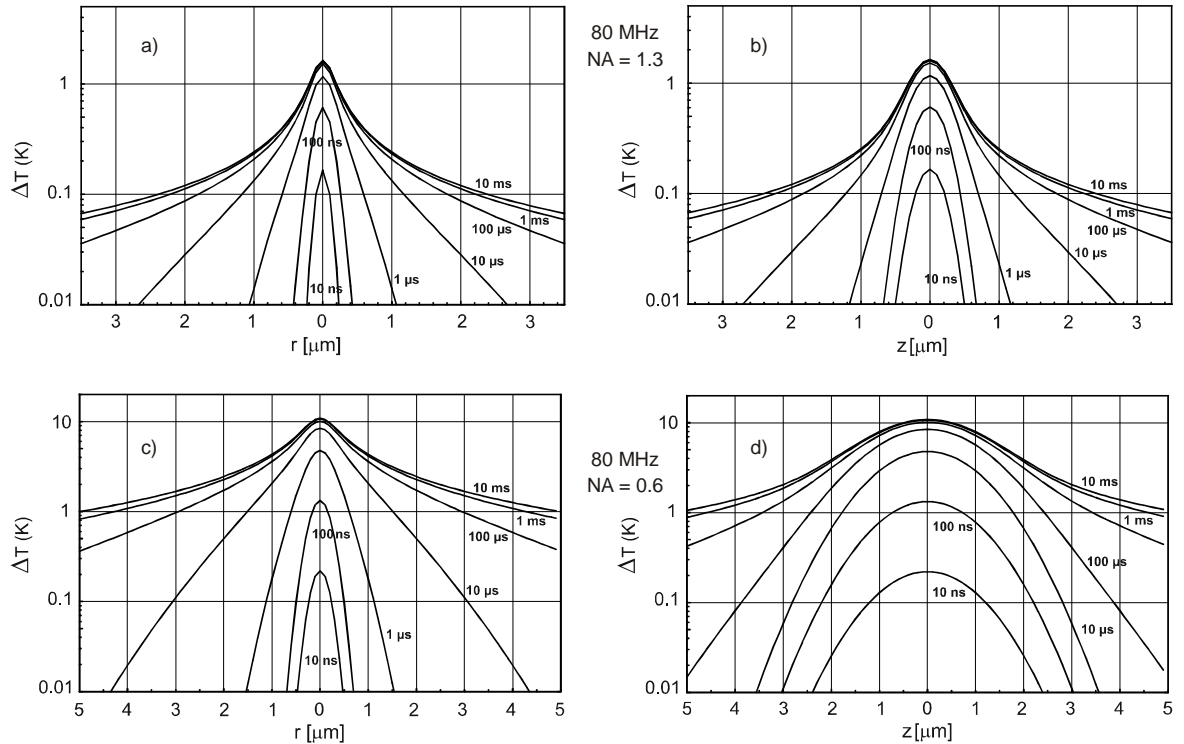 a)
ΔT (K)
1
0.1
0.01
100 ns
10 ns
10 ms
1 ms
100 µs
10 µs
1 µs
3 2 1 0 1 2 3
r [µm]
80 MHz
NA = 1.3
b)
ΔT (K)
1
0.1
0.01
100 ns
10 ns
10 ms
1 ms
100 µs
10 µs
1 µs
3 2 1 0 1 2 3
z [µm]
c)
ΔT (K)
10
1
0.1
0.01
100 ns
10 ns
10 ms
1 ms
100 µs
10 µs
1 µs
5 4 3 2 1 0 1 2 3 4 5
r [µm]
80 MHz
NA = 0.6
d)
ΔT (K)
10
1
0.1
0.01
100 ns
10 ns
10 ms
1 ms
100 µs
10 µs
5 4 3 2 1 0 1 2 3 4 5
z [µm]